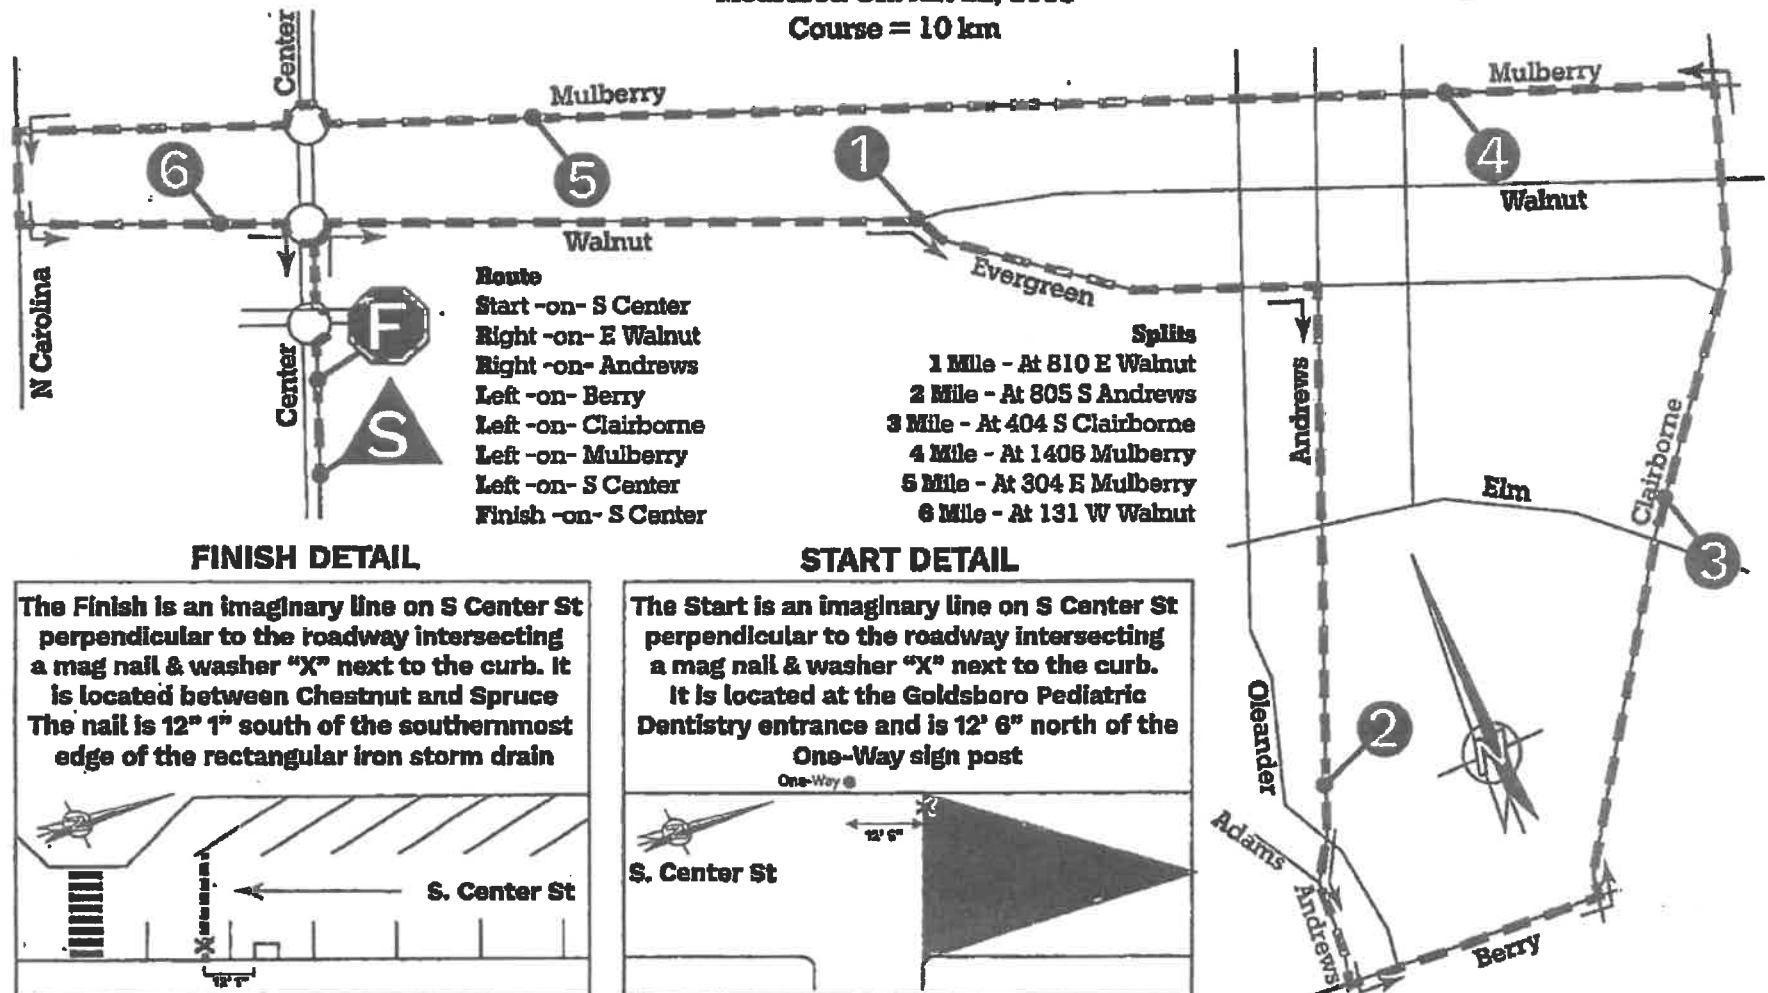 Course = 10 km
Center
Mulberry
Mulberry
6
5
1
4
Walnut
Walnut
Evergreen
N Carolina
F
Center
S
Route
Start -on- S Center
Right -on- E Walnut
Right -on- Andrews
Left -on- Berry
Left -on- Clairborne
Left -on- Mulberry
Left -on- S Center
Finish -on- S Center
Splits
1 Mile - At 810 E Walnut
2 Mile - At 805 S Andrews
3 Mile - At 404 S Clairborne
4 Mile - At 1406 Mulberry
5 Mile - At 304 E Mulberry
6 Mile - At 131 W Walnut
Andrews
Clairborne
Elm
3
Oleander
2
N
Adams
Andrews
Berry
FINISH DETAIL
The Finish is an imaginary line on S Center St
perpendicular to the roadway intersecting
a mag nail & washer "X" next to the curb. It
is located between Chestnut and Spruce
The nail is 12" 1" south of the southernmost
edge of the rectangular iron storm drain
N
S. Center St
X
12' 1"
START DETAIL
The Start is an imaginary line on S Center St
perpendicular to the roadway intersecting
a mag nail & washer "X" next to the curb.
It is located at the Goldsboro Pediatric
Dentistry entrance and is 12' 6" north of the
One-Way sign post
One-Way
X
12' 6"
N
S. Center St